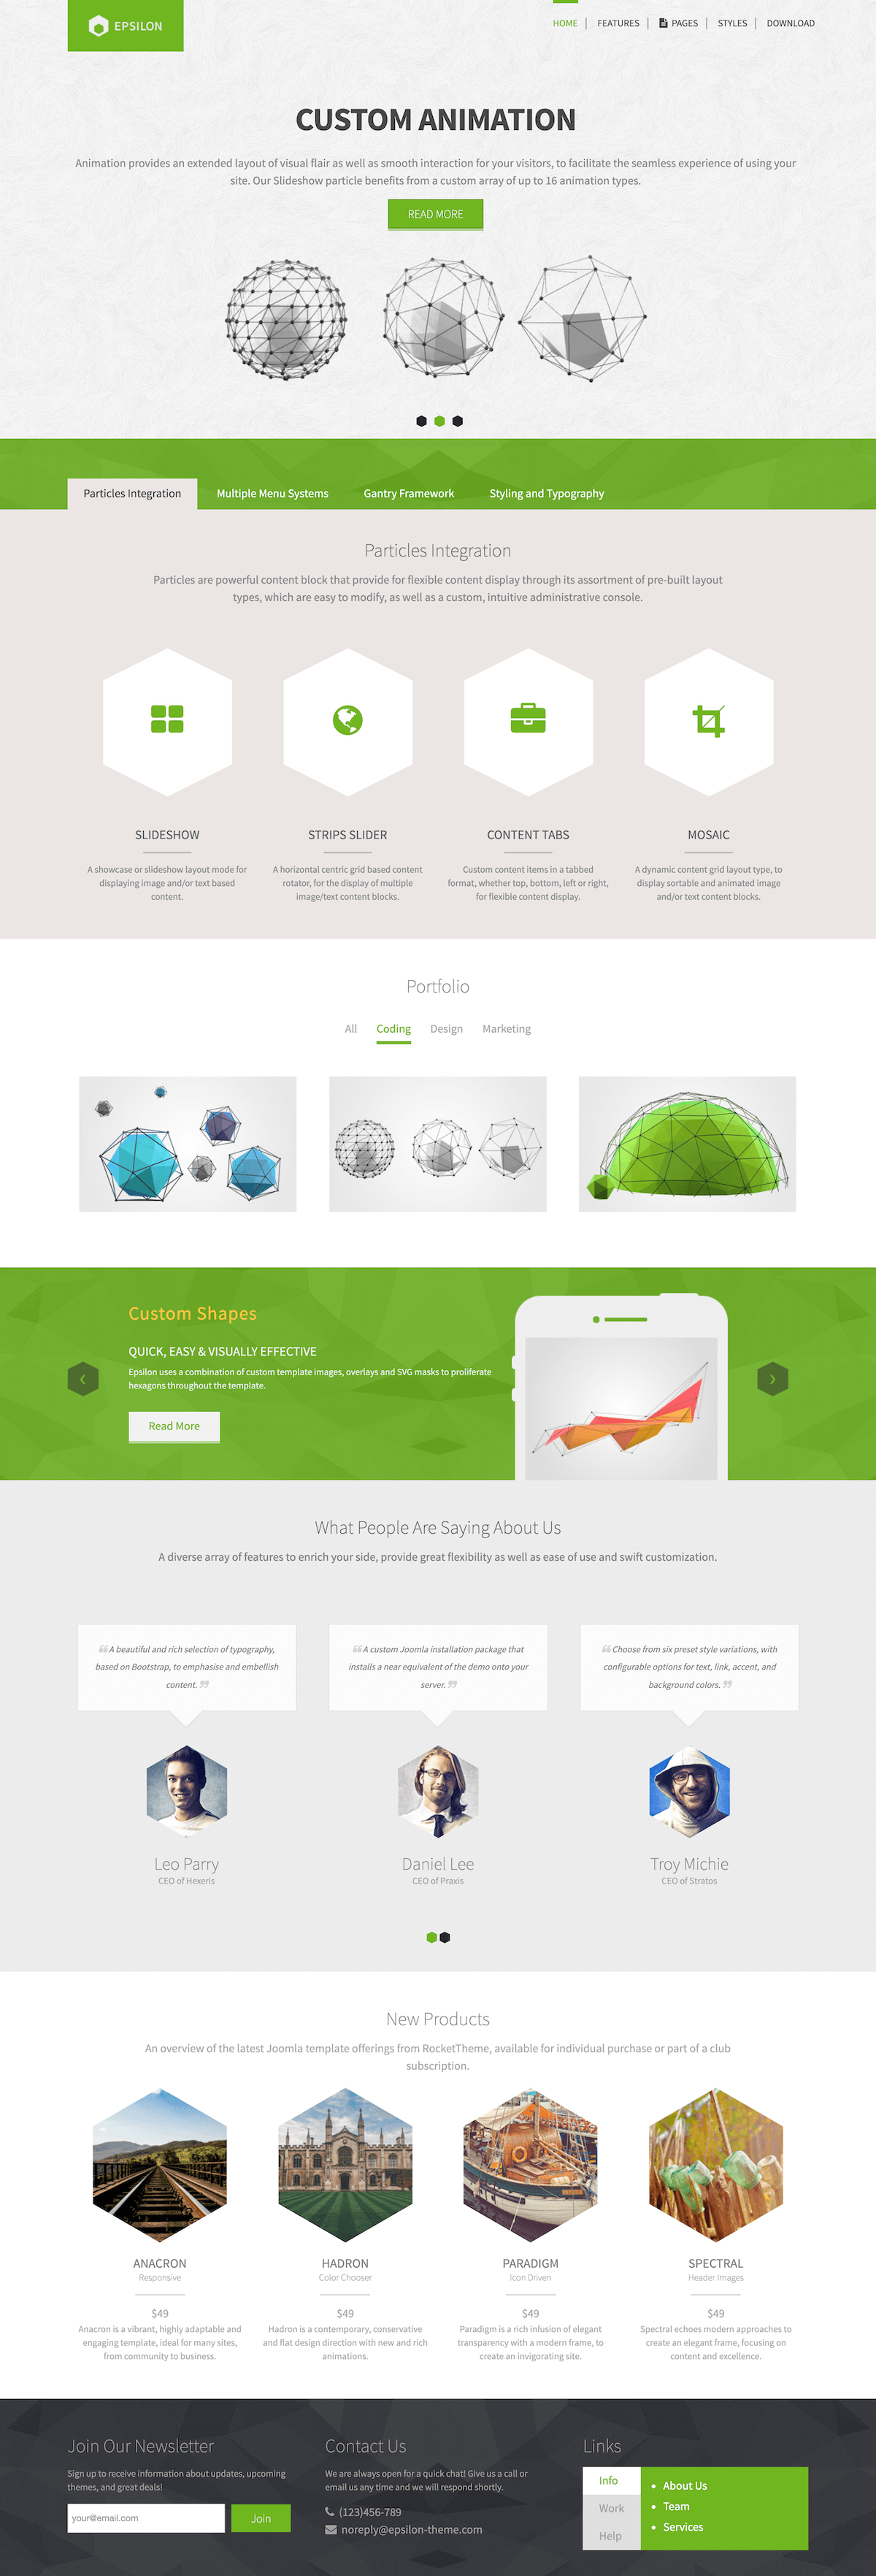 EPSILON
HOME
FEATURES
PAGES
STYLES
DOWNLOAD
CUSTOM ANIMATION
Animation provides an extended layout of visual flair as well as smooth interaction for your visitors, to facilitate the seamless experience of using your
site. Our Slideshow particle benefits from a custom array of up to 16 animation types.
READ MORE
Particles Integration
Multiple Menu Systems
Gantry Framework
Styling and Typography
Particles Integration
Particles are powerful content block that provide for flexible content display through its assortment of pre-built layout
types, which are easy to modify, as well as a custom, intuitive administrative console.
SLIDESHOW
A showcase or slideshow layout mode for
displaying image and/or text based
content.
STRIPS SLIDER
A horizontal centric grid based content
rotator, for the display of multiple
image/text content blocks.
CONTENT TABS
Custom content items in a tabbed
format, whether top, bottom, left or right,
for flexible content display.
MOSAIC
A dynamic content grid layout type, to
display sortable and animated image
and/or text content blocks.
Portfolio
All
Coding
Design
Marketing
Custom Shapes
QUICK, EASY & VISUALLY EFFECTIVE
Epsilon uses a combination of custom template images, overlays and SVG masks to proliferate
hexagons throughout the template.
Read More
What People Are Saying About Us
A diverse array of features to enrich your side, provide great flexibility as well as ease of use and swift customization.
❝ A beautiful and rich selection of typography,
based on Bootstrap, to emphasise and embellish
content. ❞
Leo Parry
CEO of Hexeris
❝ A custom Joomla installation package that
installs a near equivalent of the demo onto your
server. ❞
Daniel Lee
CEO of Praxis
❝ Choose from six preset style variations, with
configurable options for text, link, accent, and
background colors. ❞
Troy Michie
CEO of Stratos
New Products
An overview of the latest Joomla template offerings from RocketTheme, available for individual purchase or part of a club
subscription.
ANACRON
Responsive
$49
Anacron is a vibrant, highly adaptable and
engaging template, ideal for many sites,
from community to business.
HADRON
Color Chooser
$49
Hadron is a contemporary, conservative
and flat design direction with new and rich
animations.
PARADIGM
Icon Driven
$49
Paradigm is a rich infusion of elegant
transparency with a modern frame, to
create an invigorating site.
SPECTRAL
Header Images
$49
Spectral echoes modern approaches to
create an elegant frame, focusing on
content and excellence.
Join Our Newsletter
Sign up to receive information about updates, upcoming
themes, and great deals!
your@email.com
Join
Contact Us
We are always open for a quick chat! Give us a call or
email us any time and we will respond shortly.
(123)456-789
noreply@epsilon-theme.com
Links
Info
Work
Help
• About Us
• Team
• Services